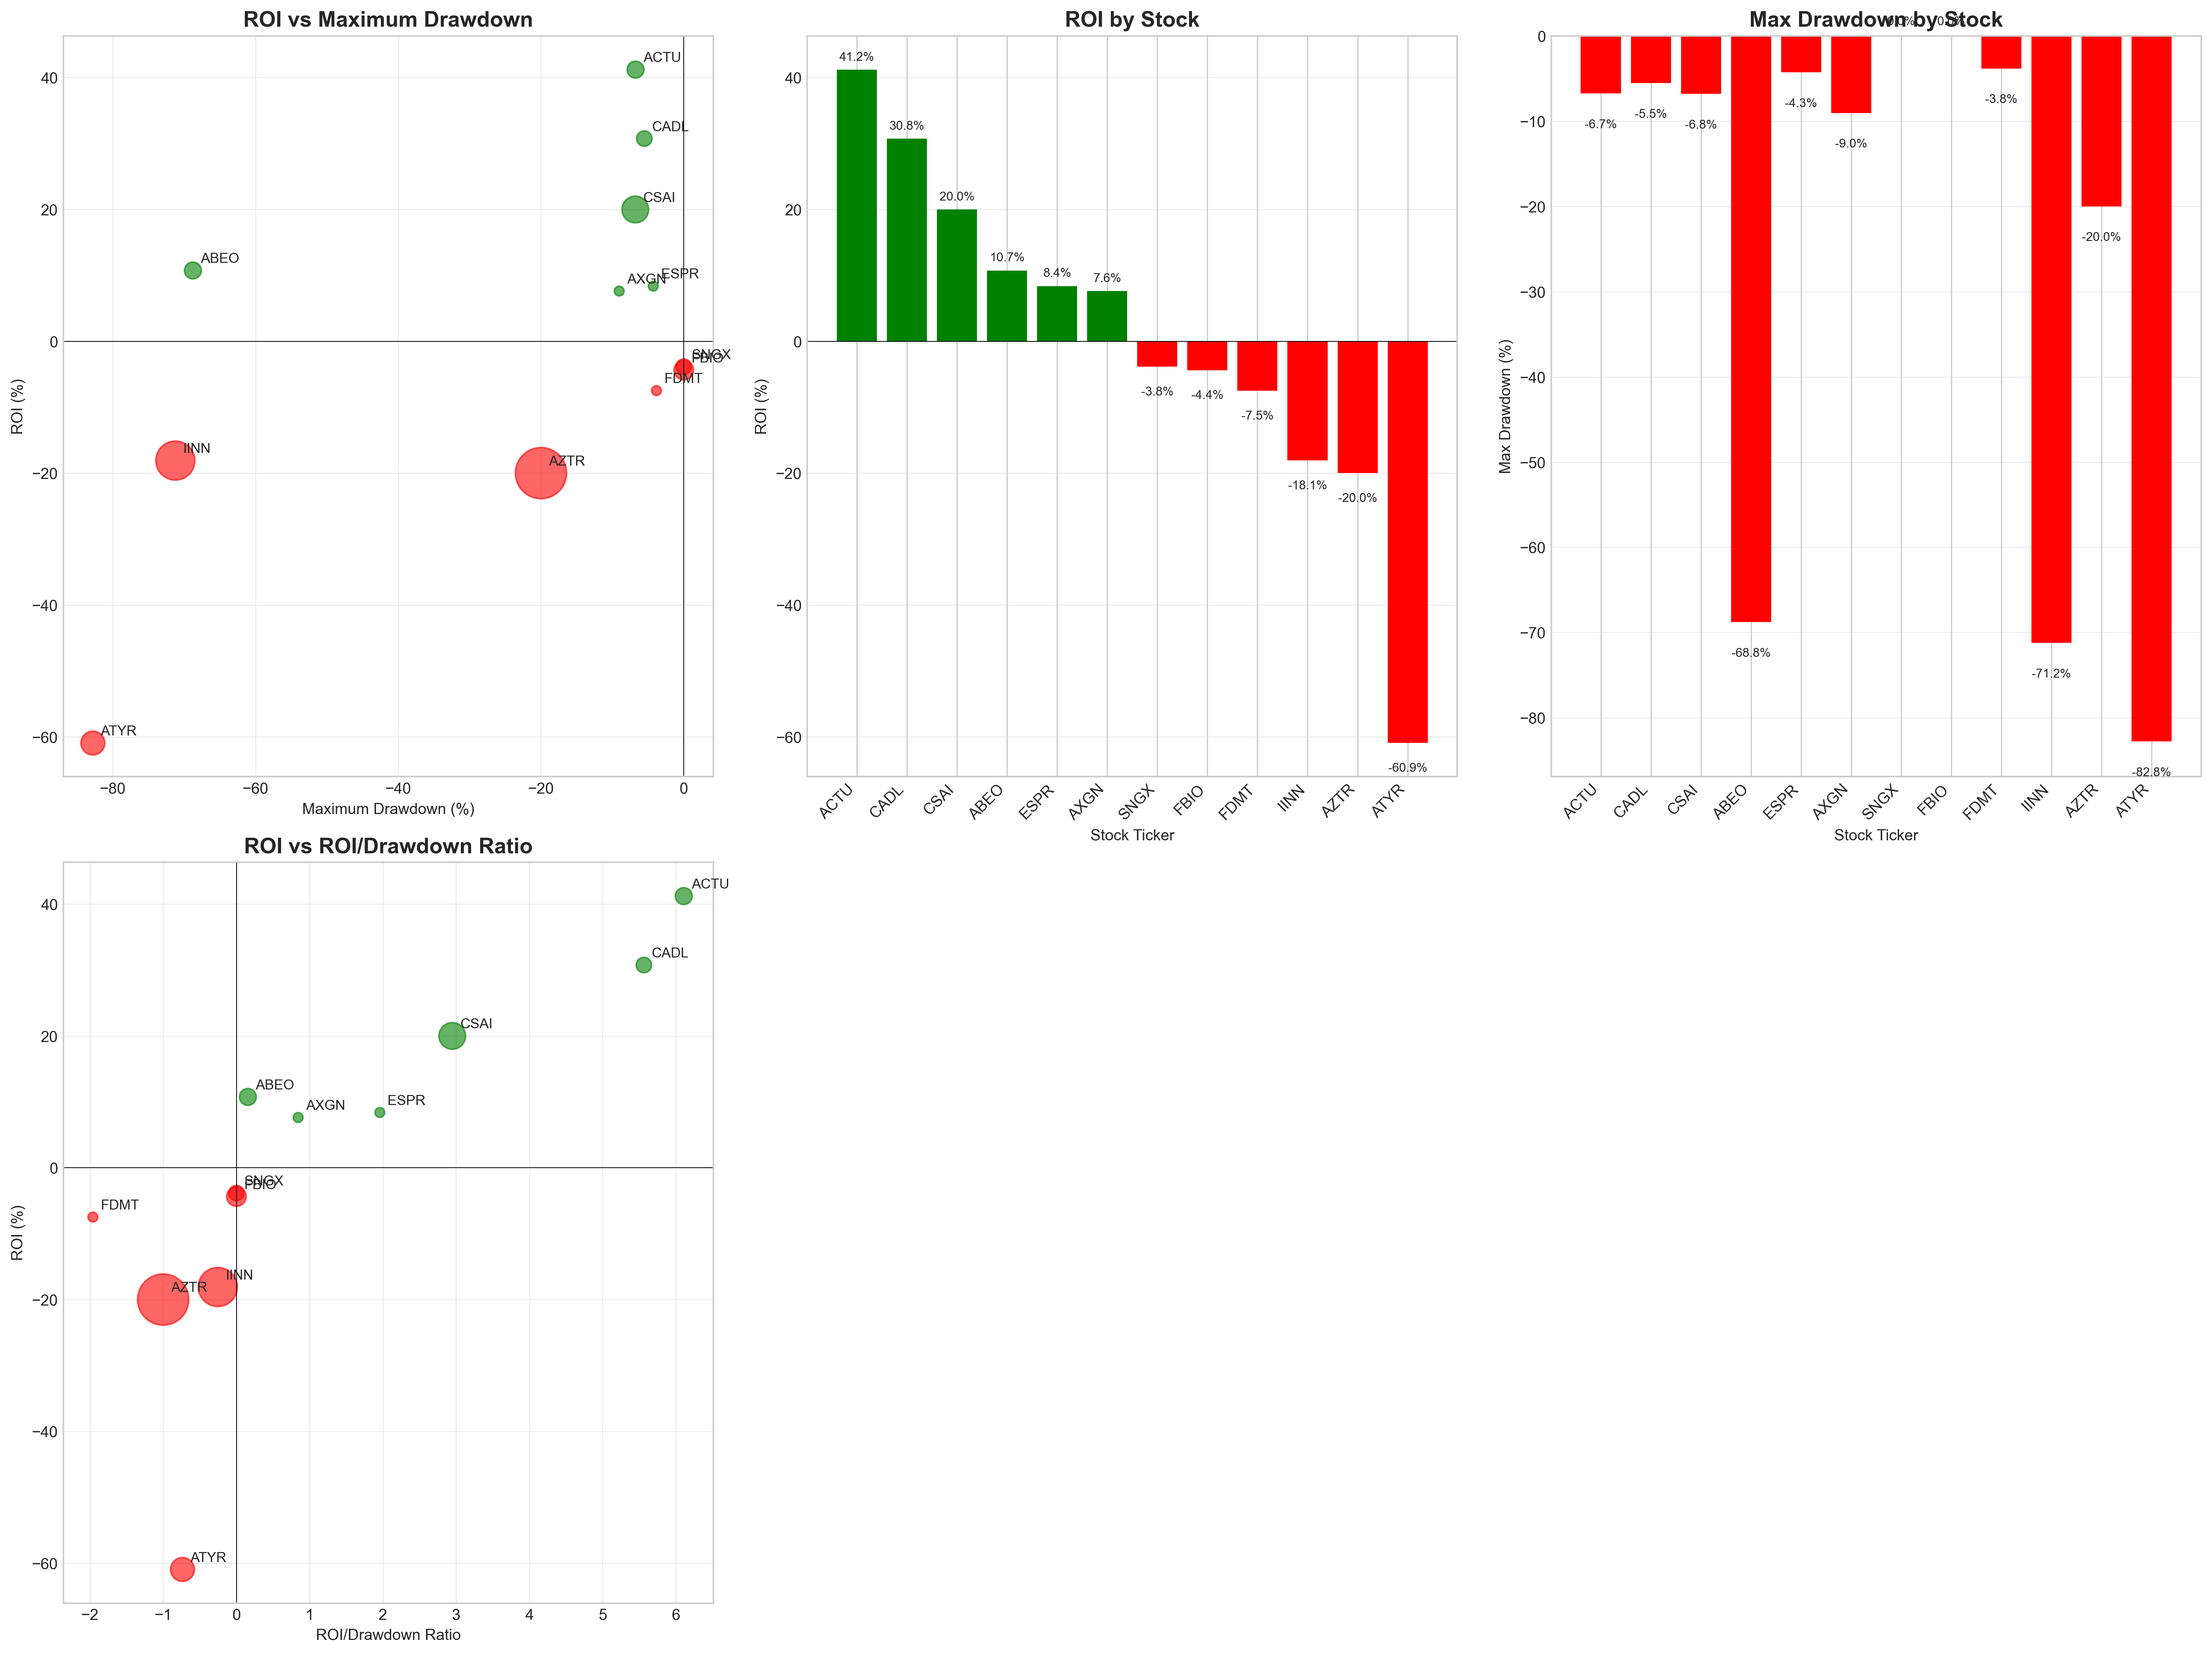 ROI vs Maximum Drawdown
ROI (%)
40
20
0
−20
−40
−60
ACTU
CADL
CSAI
ABEO
ESPR
AXGN
SNGX
FBIO
FDMT
IINN
AZTR
ATYR
−80 −60 −40 −20 0
Maximum Drawdown (%)
ROI by Stock
ROI (%)
40
20
0
−20
−40
−60
41.2%
30.8%
20.0%
10.7%
8.4%
7.6%
-3.8%
-4.4%
-7.5%
-18.1%
-20.0%
-60.9%
ACTU CADL CSAI ABEO ESPR AXGN SNGX FBIO FDMT IINN AZTR ATYR
Stock Ticker
Max Drawdown by Stock
Max Drawdown (%)
0
−10
−20
−30
−40
−50
−60
−70
−80
-6.7%
-5.5%
-6.8%
-68.8%
-4.3%
-9.0%
-3.8%
-71.2%
-20.0%
-82.8%
ACTU CADL CSAI ABEO ESPR AXGN SNGX FBIO FDMT IINN AZTR ATYR
Stock Ticker
ROI vs ROI/Drawdown Ratio
ROI (%)
40
20
0
−20
−40
−60
ACTU
CADL
CSAI
ABEO
AXGN
ESPR
SNGX
FBIO
FDMT
IINN
AZTR
ATYR
−2 −1 0 1 2 3 4 5 6
ROI/Drawdown Ratio